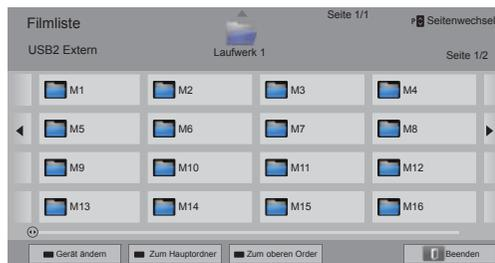 Filmliste
Seite 1/1
P Seitenwechsel
USB2 Extern
Laufwerk 1
Seite 1/2
M1 M2 M3 M4
M5 M6 M7 M8
M9 M10 M11 M12
M13 M14 M15 M16
Gerät ändern Zum Hauptordner Zum oberen Order Beenden